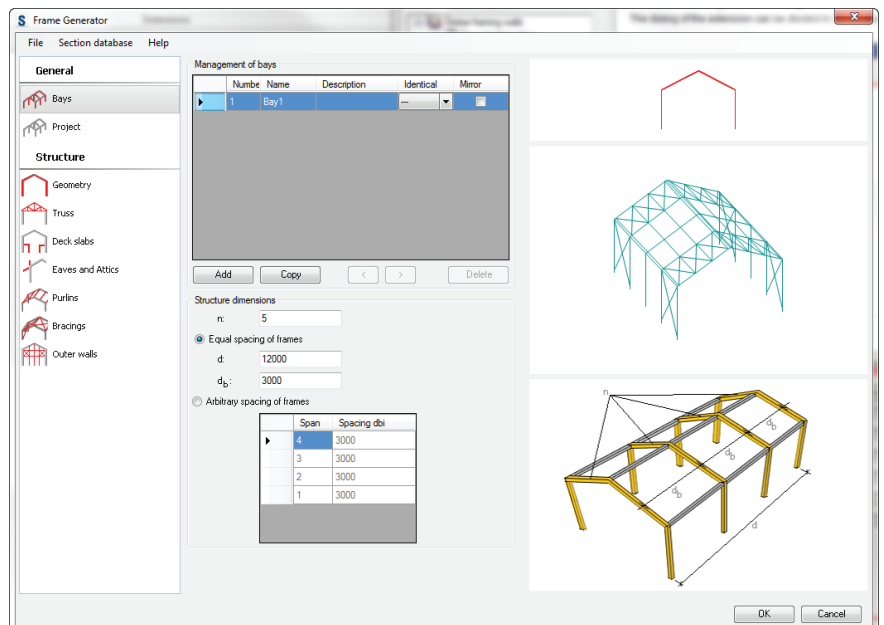 Frame Generator
File Section database Help
General
Bays
Project
Structure
Geometry
Truss
Deck slabs
Eaves and Attics
Purlins
Bracings
Outer walls
Management of bays
Numbe Name Description Identical Mirror
1 Bay1 ---
Add Copy < > Delete
Structure dimensions
n: 5
Equal spacing of frames
d: 12000
db: 3000
Arbitrary spacing of frames
Span Spacing dbi
4 3000
3 3000
2 3000
1 3000
n
db
db
db
d
OK Cancel